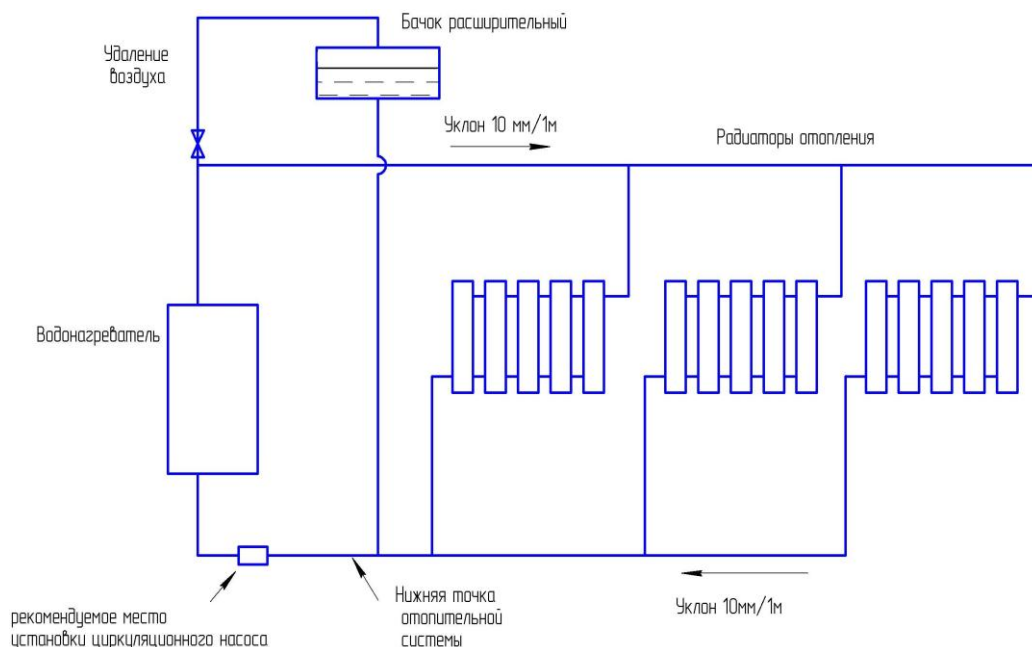 Бачок расширительный
Удаление
воздуха
Уклон 10 мм/1м
Радиаторы отопления
Водонагреватель
Нижняя точка
отопительной
системы
Уклон 10мм/1м
рекомендуемое место
установки циркуляционного насоса